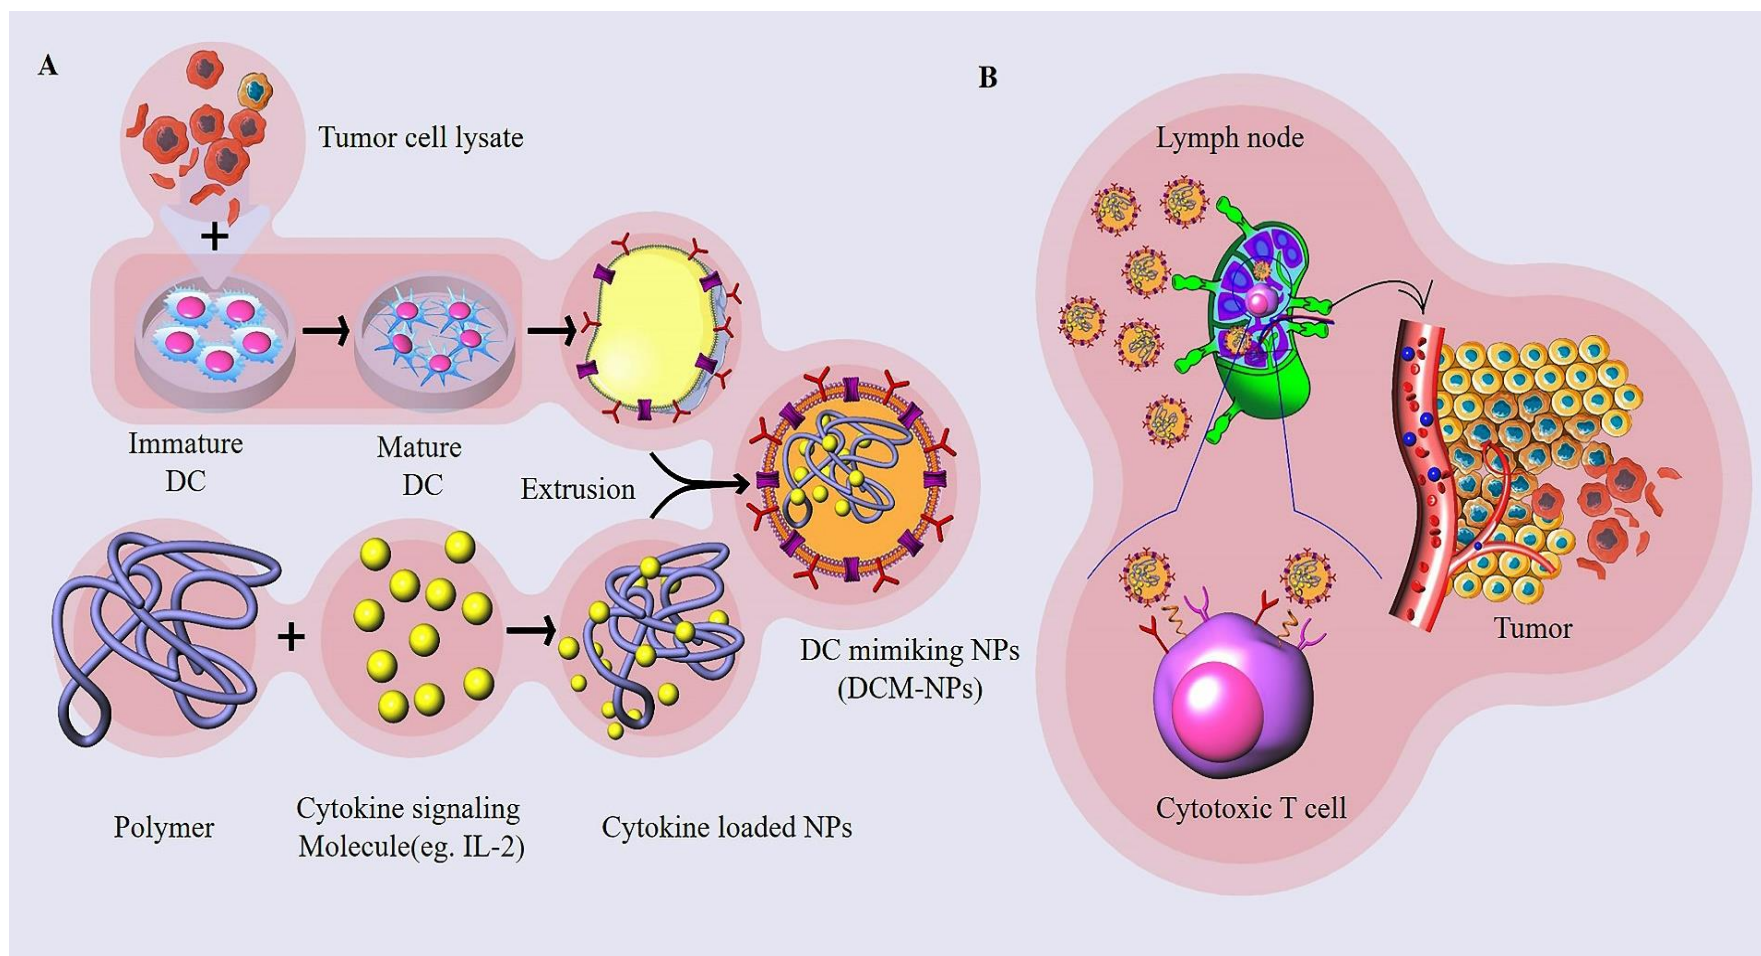 A
Tumor cell lysate
+
Immature
DC
Mature
DC
Extrusion
DC mimiking NPs
(DCM-NPs)
+
Polymer
Cytokine signaling
Molecule(eg. IL-2)
Cytokine loaded NPs
B
Lymph node
Tumor
Cytotoxic T cell